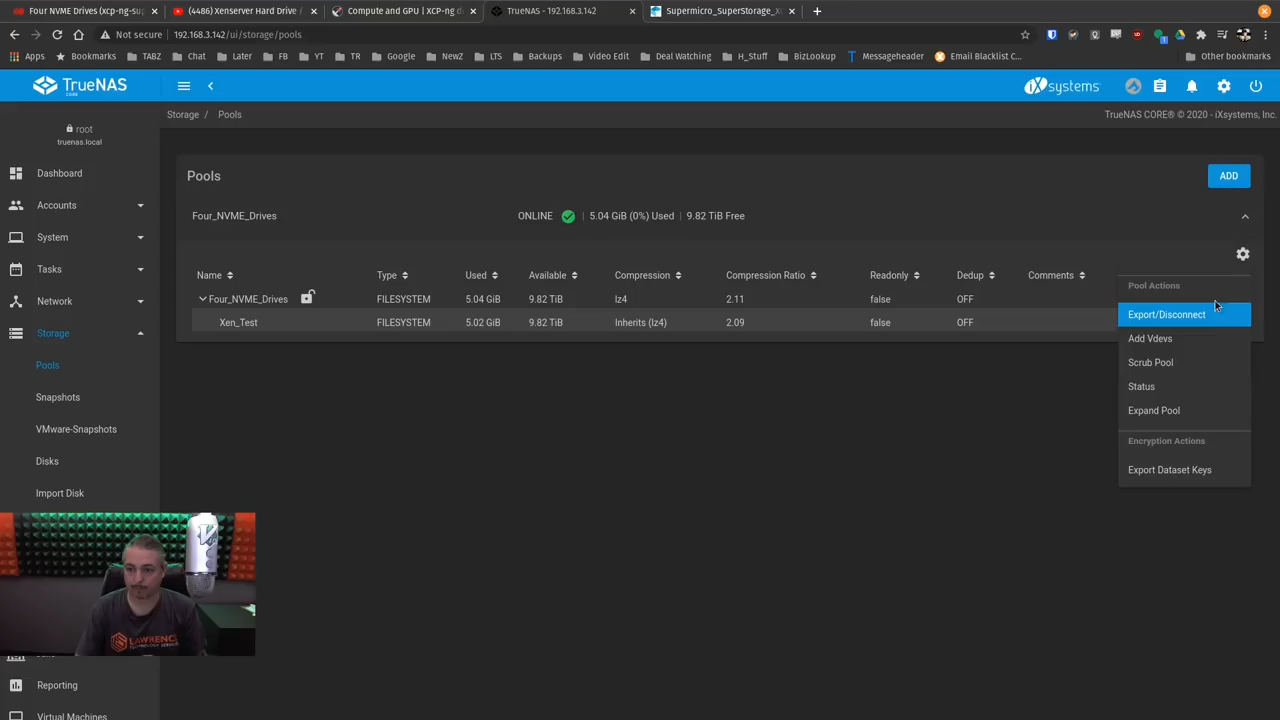 Four NVME Drives (xcp-ng-sup
(4486) Xenserver Hard Drive /
Compute and GPU | XCP-ng d
TrueNAS - 192.168.3.142
Supermicro_SuperStorage_X
Not secure | 192.168.3.142/ui/storage/pools
Apps
Bookmarks
TABZ
Chat
Later
FB
YT
TR
Google
NewZ
LTS
Backups
Video Edit
Deal Watching
H_Stuff
BizLookup
Messageheader
Email Blacklist C...
Other bookmarks
TrueNAS
CORE
iXsystems
Storage / Pools
TrueNAS CORE® © 2020 - iXsystems, Inc.
root
truenas.local
Dashboard
Accounts
System
Tasks
Network
Storage
Pools
Snapshots
VMware-Snapshots
Disks
Import Disk
Reporting
Virtual Machines
Pools
ADD
Four_NVME_Drives
ONLINE | 5.04 GiB (0%) Used | 9.82 TiB Free
Name Type Used Available Compression Compression Ratio Readonly Dedup Comments
Four_NVME_Drives FILESYSTEM 5.04 GiB 9.82 TiB lz4 2.11 false OFF
Xen_Test FILESYSTEM 5.02 GiB 9.82 TiB Inherits (lz4) 2.09 false OFF
Pool Actions
Export/Disconnect
Add Vdevs
Scrub Pool
Status
Expand Pool
Encryption Actions
Export Dataset Keys
LAWRENCE